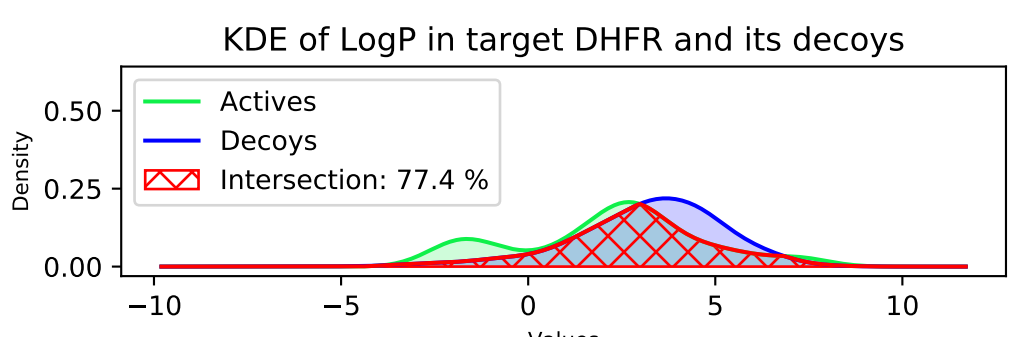 KDE of LogP in target DHFR and its decoys
Density
0.50
0.25
0.00
Actives
Decoys
Intersection: 77.4 %
−10
−5
0
5
10
Values